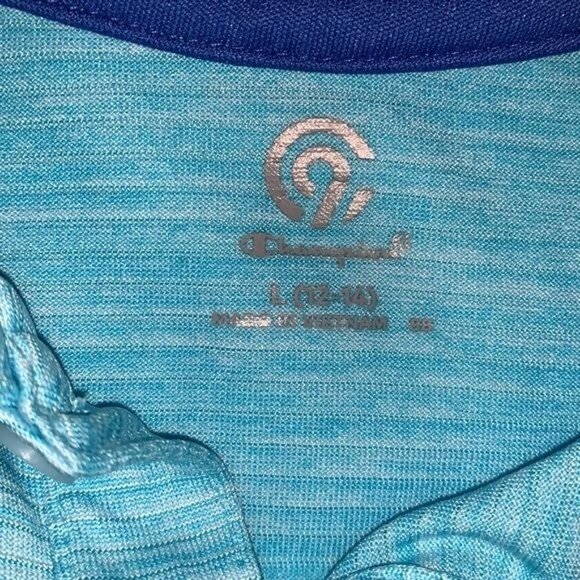 Champion
L (12-14)
MADE IN VIETNAM